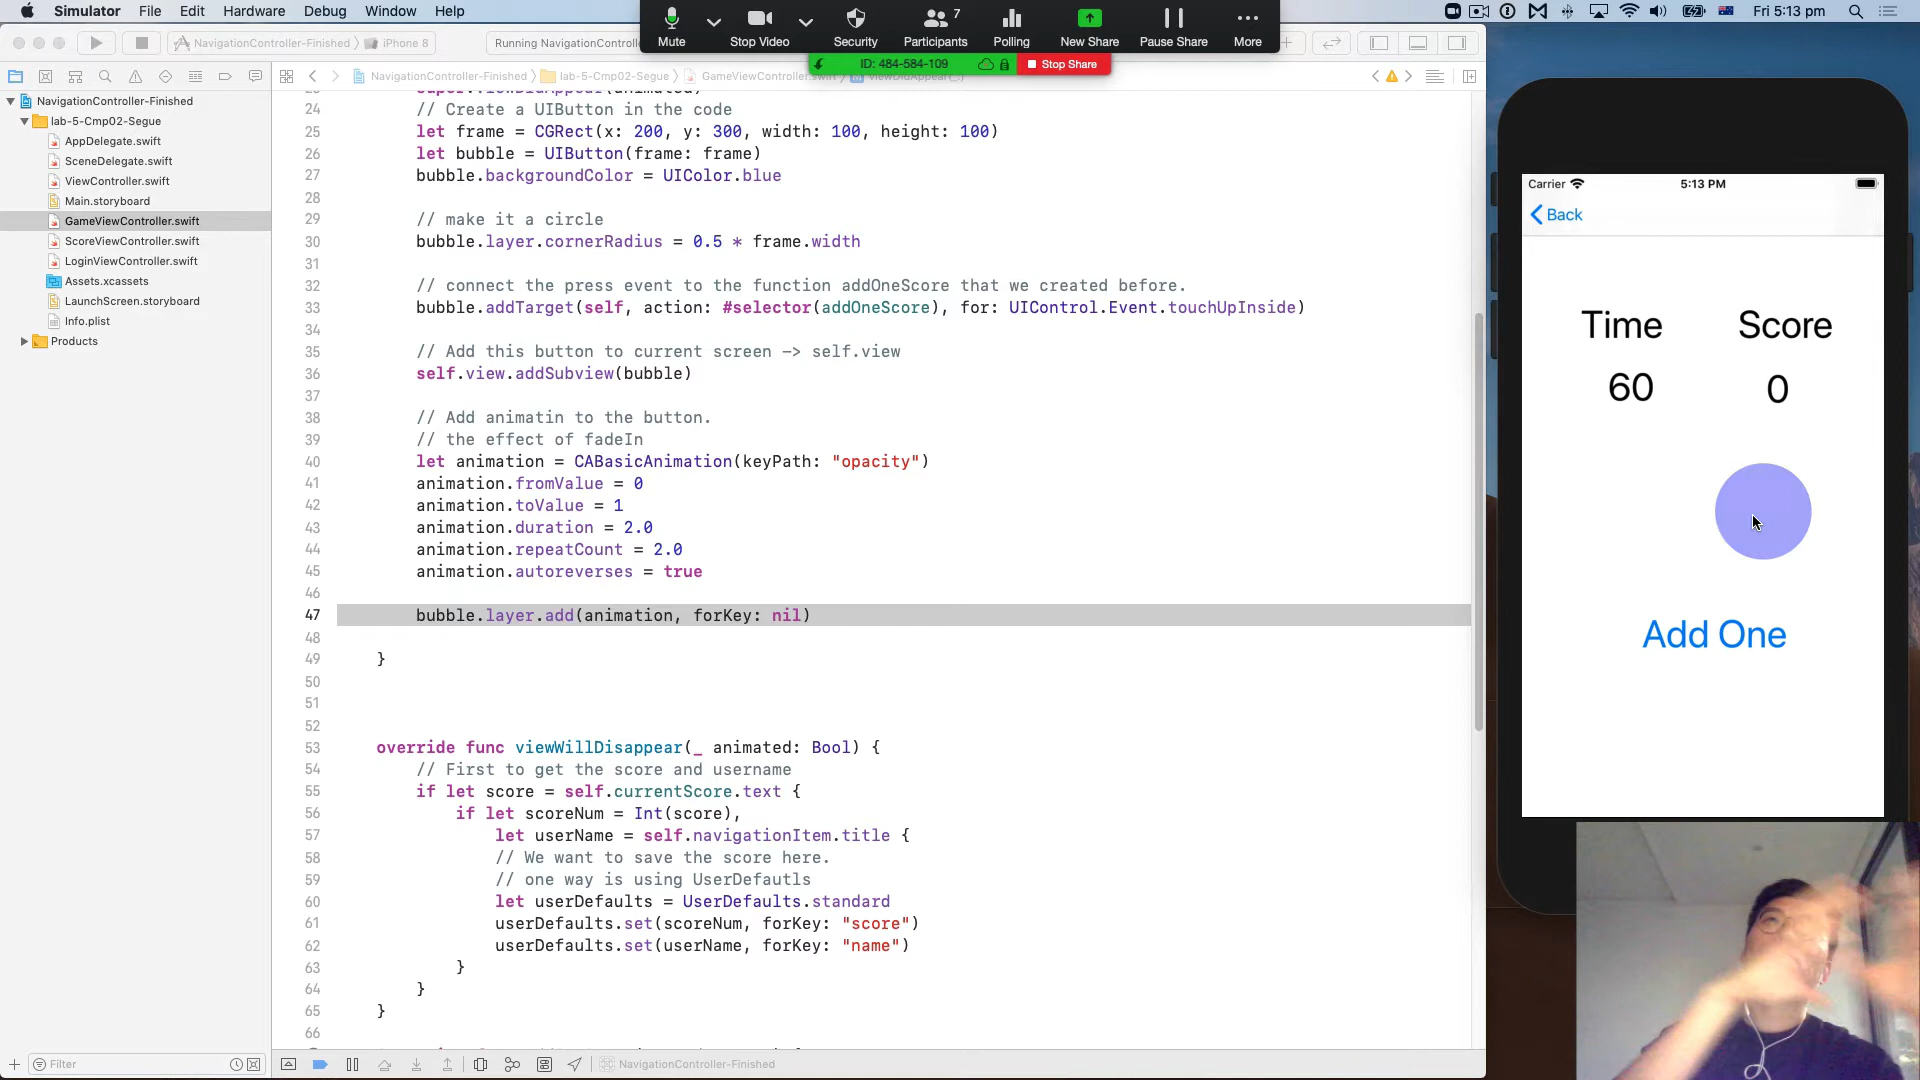 Simulator File Edit Hardware Debug Window Help
Fri 5:13 pm
7
Mute Stop Video Security Participants Polling New Share Pause Share More
ID: 484-584-109 Stop Share
NavigationController-Finished iPhone 8
Running NavigationControlle
NavigationController-Finished lab-5-Cmp02-Segue GameViewController.swift
NavigationController-Finished
lab-5-Cmp02-Segue
AppDelegate.swift
SceneDelegate.swift
ViewController.swift
Main.storyboard
GameViewController.swift
ScoreViewController.swift
LoginViewController.swift
Assets.xcassets
LaunchScreen.storyboard
Info.plist
Products
Filter
24 // Create a UIButton in the code
25 let frame = CGRect(x: 200, y: 300, width: 100, height: 100)
26 let bubble = UIButton(frame: frame)
27 bubble.backgroundColor = UIColor.blue
28
29 // make it a circle
30 bubble.layer.cornerRadius = 0.5 * frame.width
31
32 // connect the press event to the function addOneScore that we created before.
33 bubble.addTarget(self, action: #selector(addOneScore), for: UIControl.Event.touchUpInside)
34
35 // Add this button to current screen -> self.view
36 self.view.addSubview(bubble)
37
38 // Add animatin to the button.
39 // the effect of fadeIn
40 let animation = CABasicAnimation(keyPath: "opacity")
41 animation.fromValue = 0
42 animation.toValue = 1
43 animation.duration = 2.0
44 animation.repeatCount = 2.0
45 animation.autoreverses = true
46
47 bubble.layer.add(animation, forKey: nil)
48
49 }
50
51
52
53 override func viewWillDisappear(_ animated: Bool) {
54 // First to get the score and username
55 if let score = self.currentScore.text {
56 if let scoreNum = Int(score),
57 let userName = self.navigationItem.title {
58 // We want to save the score here.
59 // one way is using UserDefautls
60 let userDefaults = UserDefaults.standard
61 userDefaults.set(scoreNum, forKey: "score")
62 userDefaults.set(userName, forKey: "name")
63 }
64 }
65 }
66
NavigationController-Finished
Carrier 5:13 PM
Back
Time Score
60 0
Add One